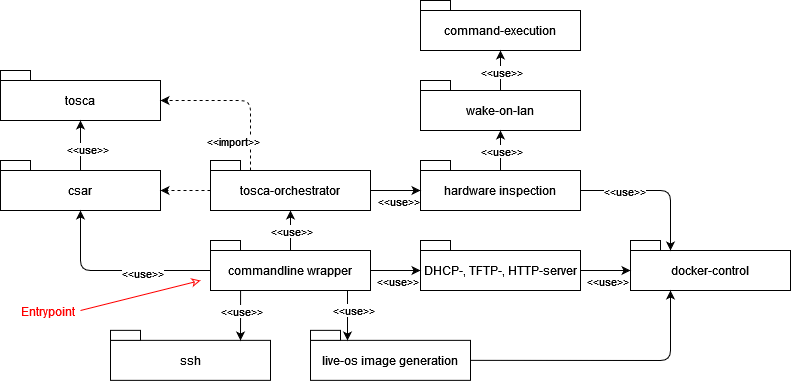 command-execution
<<use>>
tosca
wake-on-lan
<<import>>
<<use>>
<<use>>
csar
tosca-orchestrator
<<use>>
hardware inspection
<<use>>
<<use>>
<<use>>
commandline wrapper
<<use>>
DHCP-, TFTP-, HTTP-server
<<use>>
docker-control
Entrypoint
<<use>>
<<use>>
ssh
live-os image generation